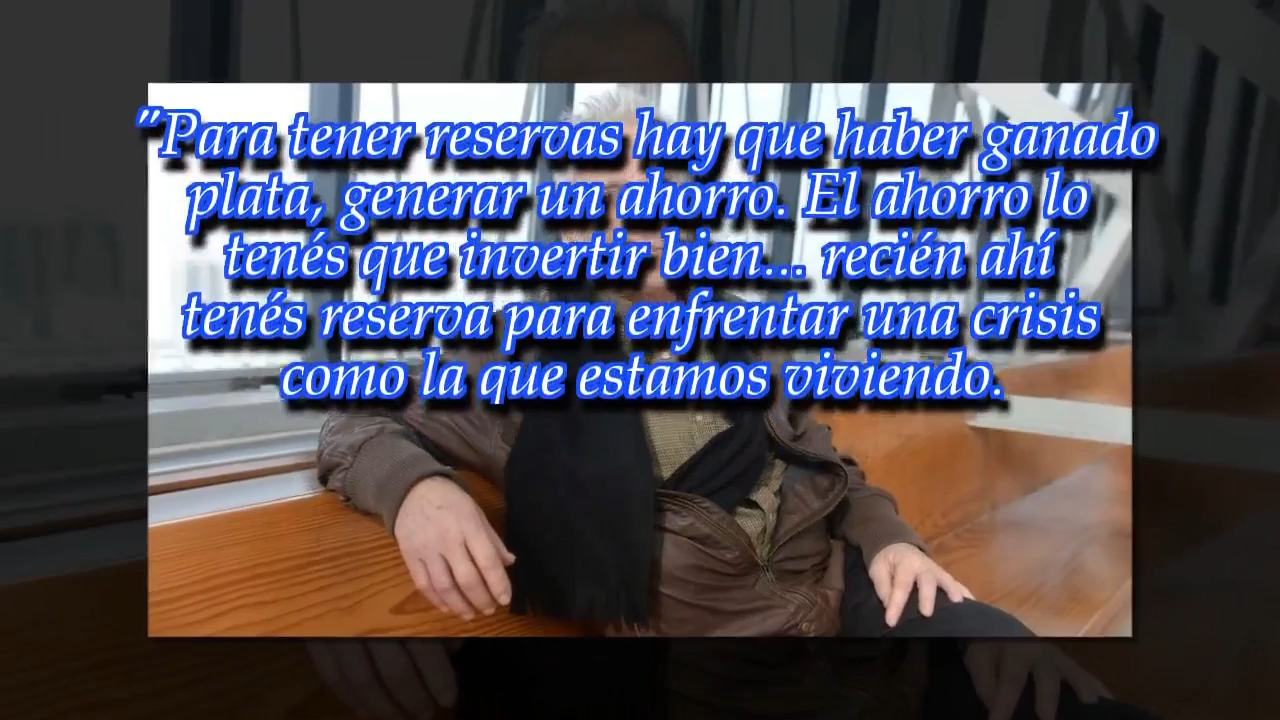 "Para tener reservas hay que haber ganado
plata, generar un ahorro. El ahorro lo
tenés que invertir bien... recién ahí
tenés reserva para enfrentar una crisis
como la que estamos viviendo.